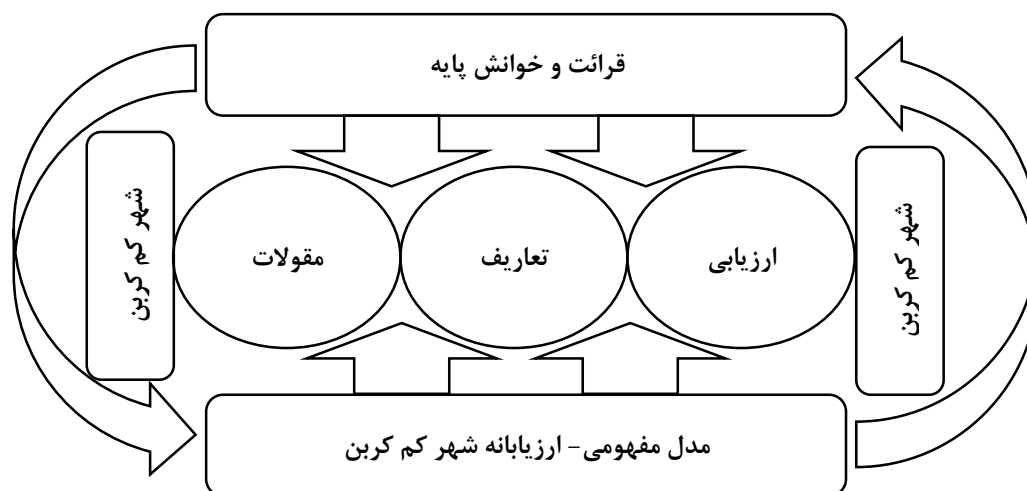 قرائت و خوانش پایه
شهر کم کربن
ارزیابی
تعاریف
مقولات
شهر کم کربن
مدل مفهومی- ارزیابانه شهر کم کربن